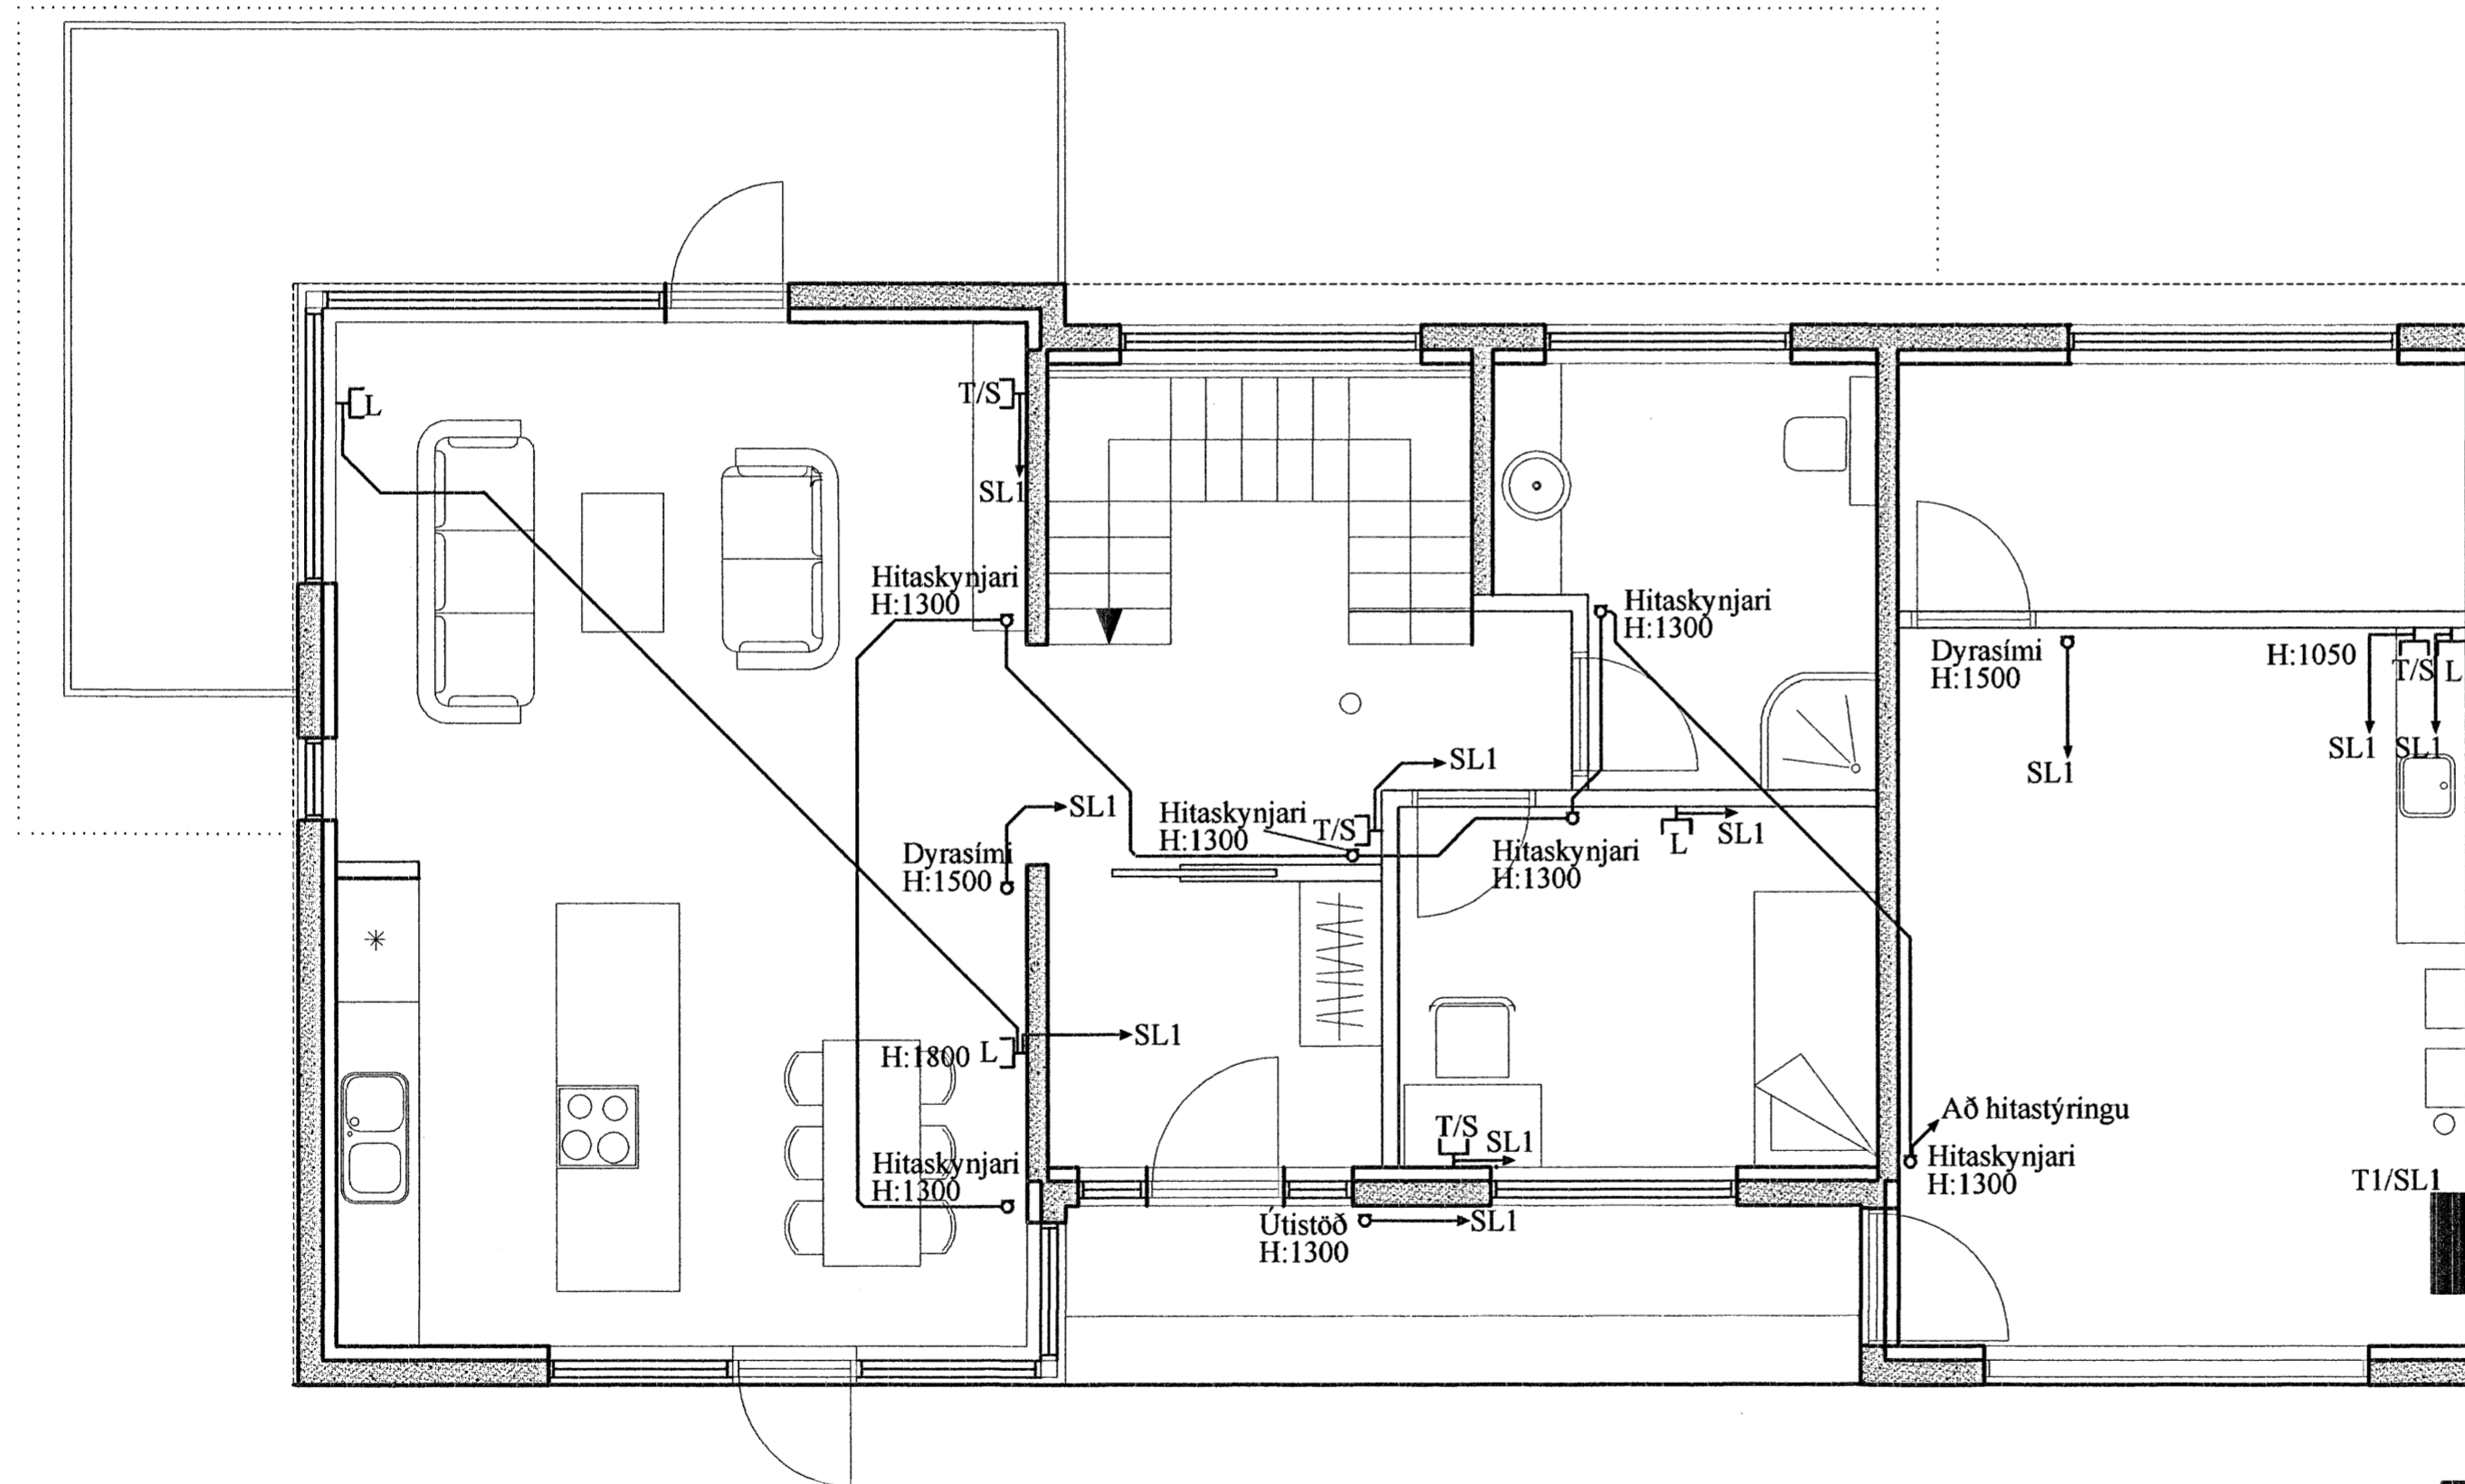 L
T/S
SL1
Hitaskynjari
H:1300
Hitaskynjari
H:1300
Dyrasími
H:1500
SL1
H:1050
T/S
L
SL1
SL1
SL1
SL1
Hitaskynjari
H:1300
T/S
Hitaskynjari
H:1300
L
SL1
Dyrasími
H:1500
SL1
H:1800
L
Að hitastýringu
Hitaskynjari
H:1300
T1/SL1
T/S
SL1
Hitaskynjari
H:1300
Útistöð
H:1300
SL1